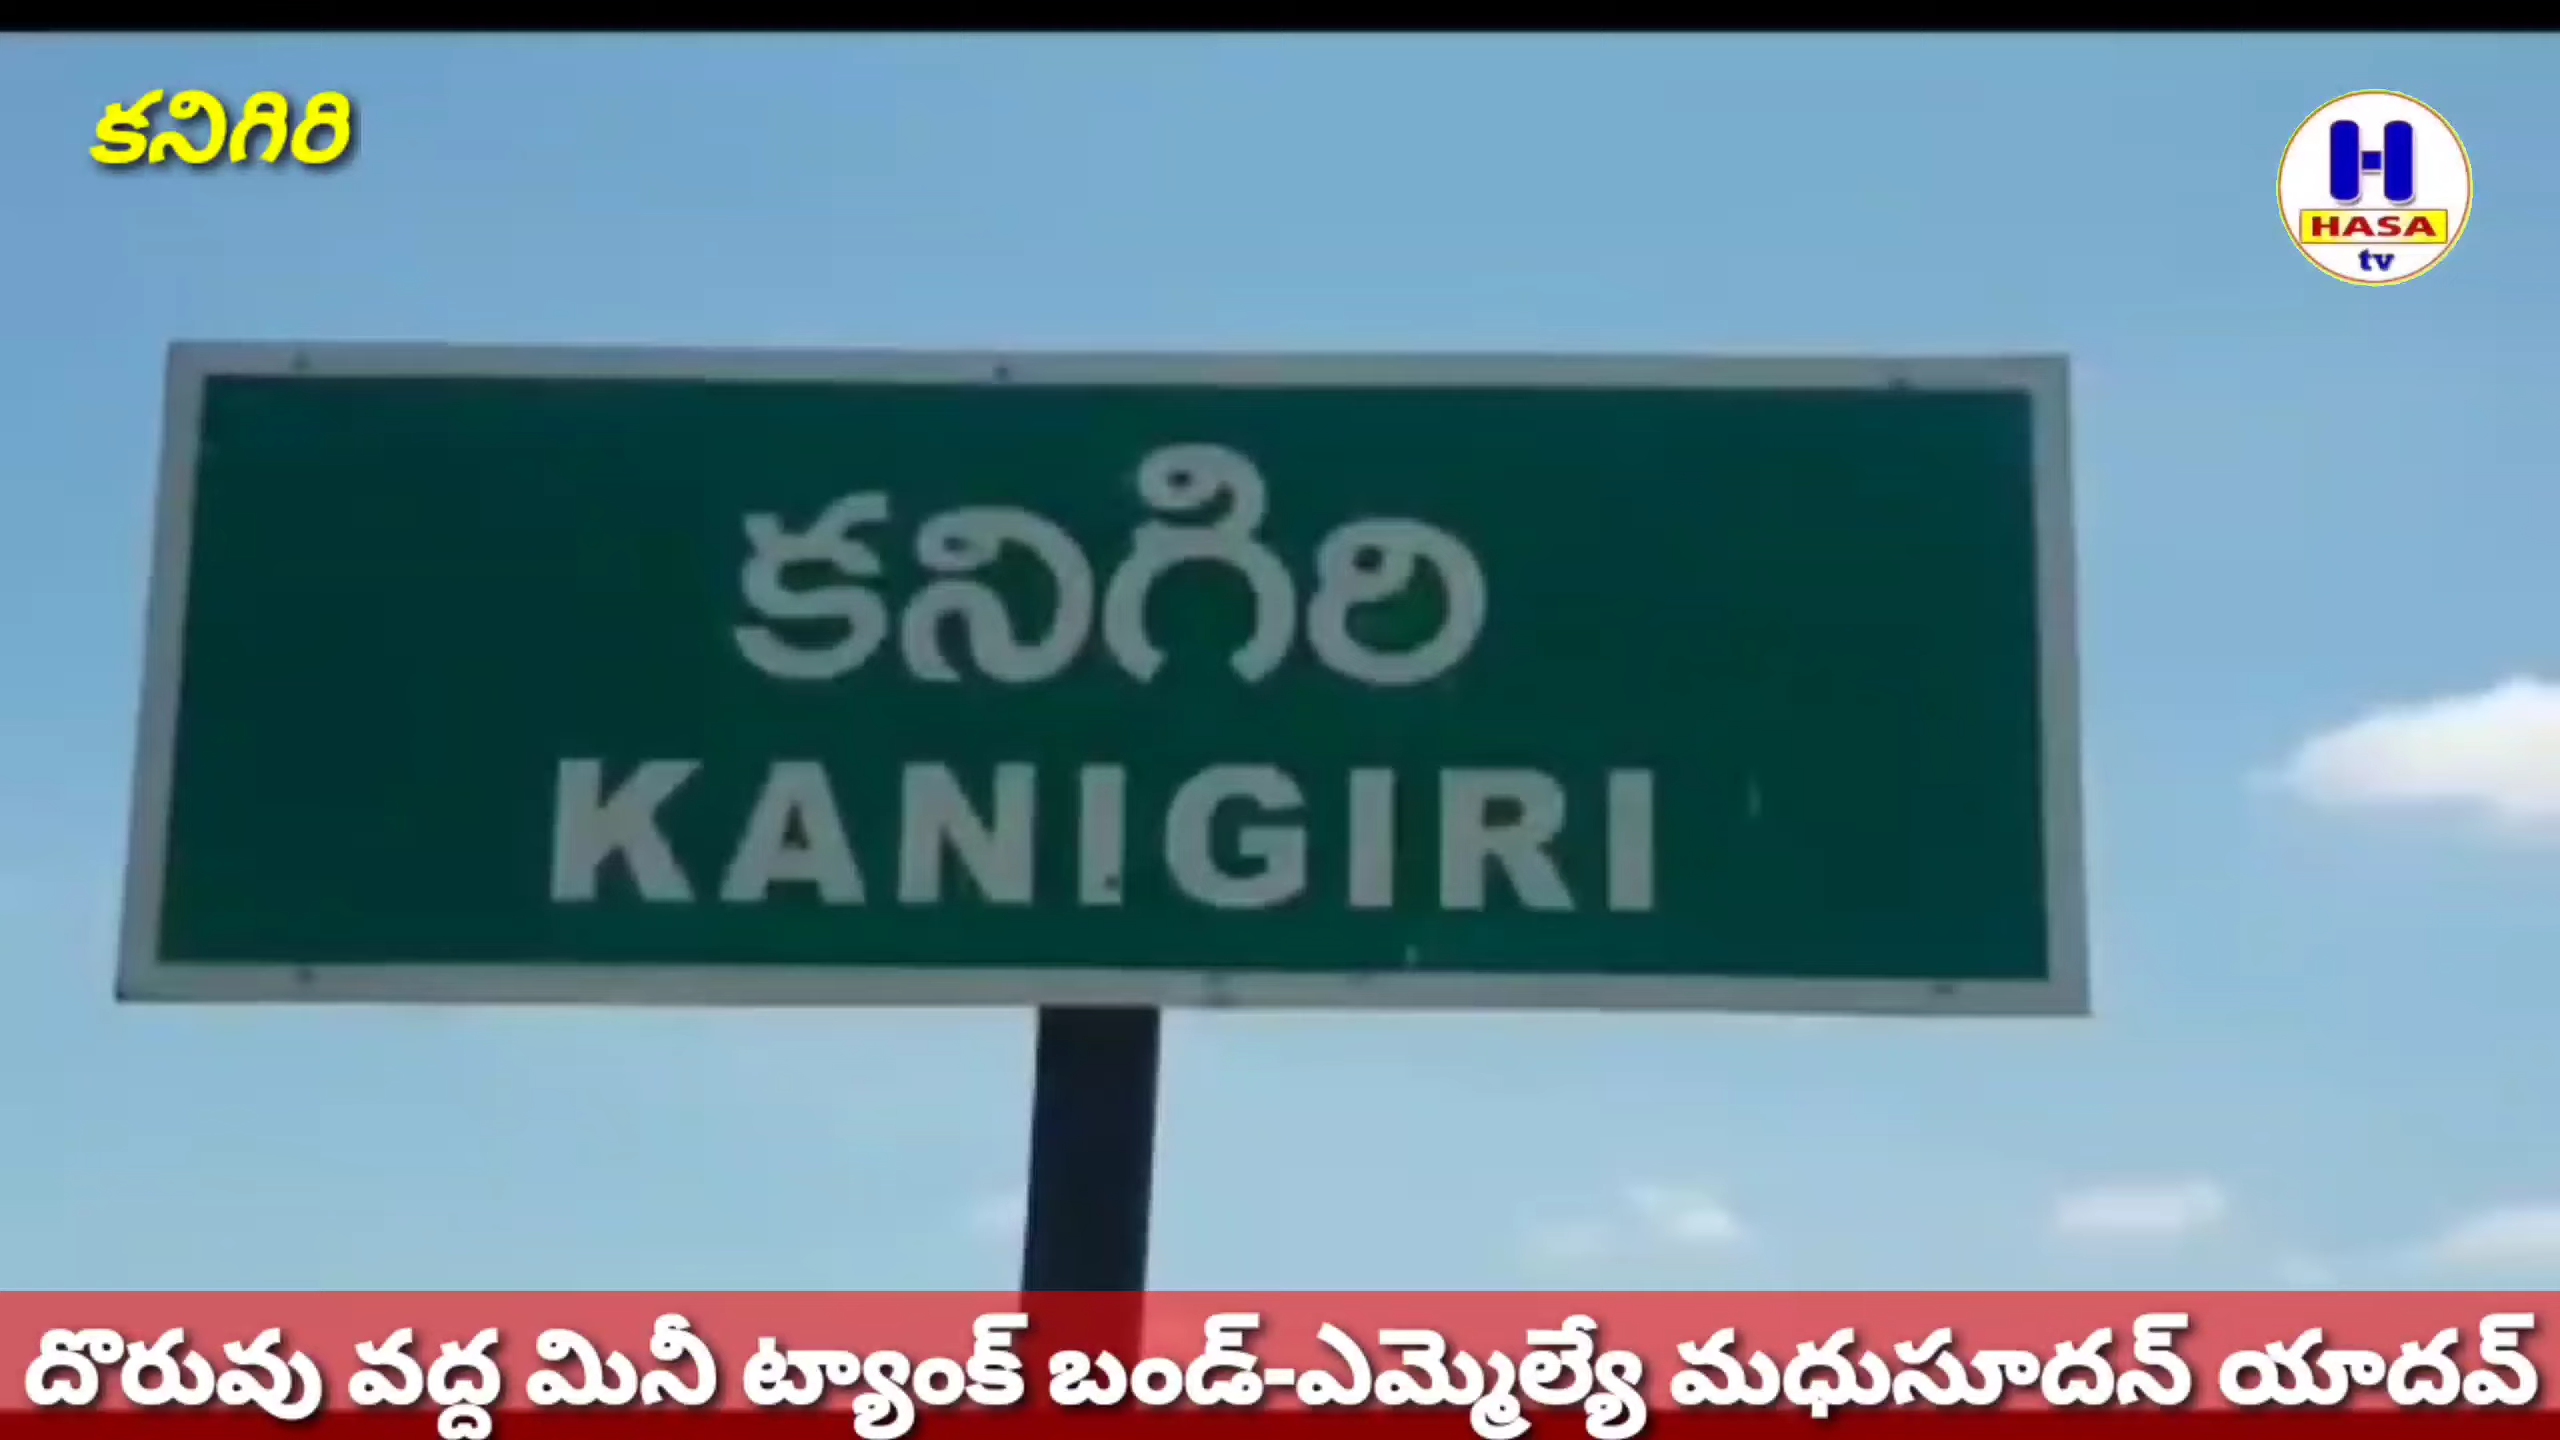 కనిగిరి
H
HASA
tv
కనిగిరి
KANIGIRI
దొరువు వద్ద మినీ ట్యాంక్ బండ్-ఎమ్మెల్యే మధుసూదన్ యాదవ్